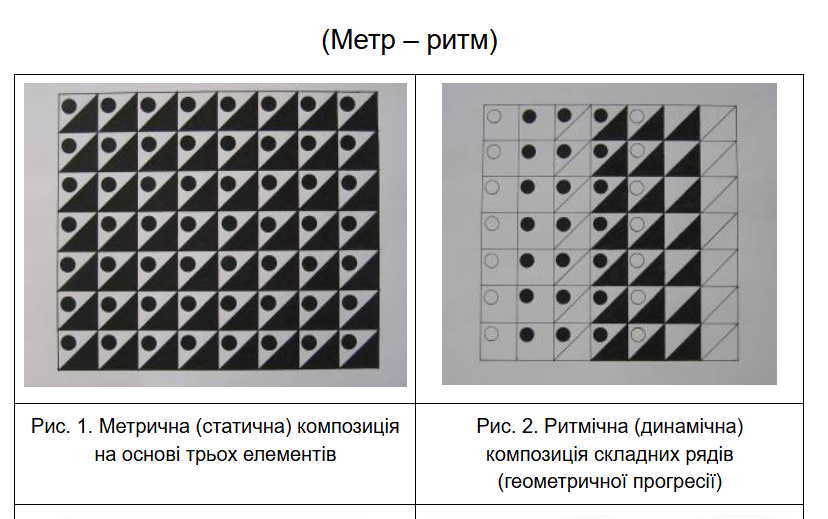 (Метр – ритм)
Рис. 1. Метрична (статична) композиція
на основі трьох елементів
Рис. 2. Ритмічна (динамічна)
композиція складних рядів
(геометричної прогресії)